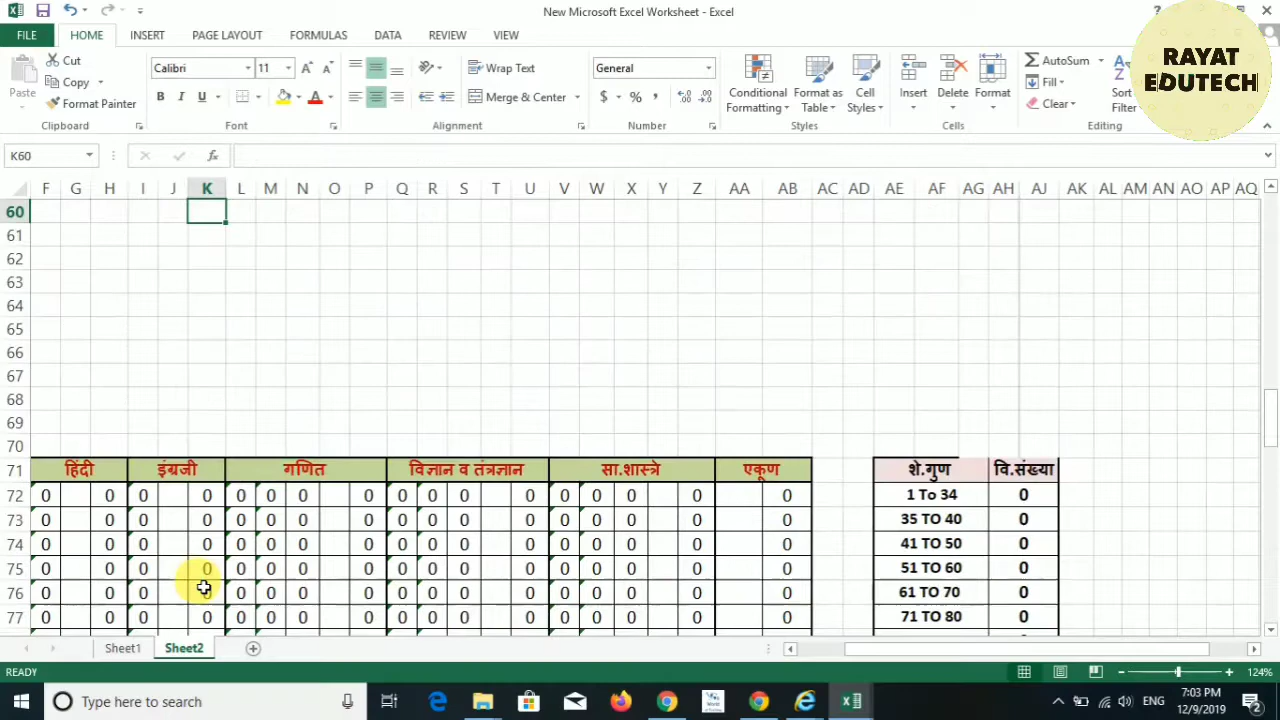 New Microsoft Excel Worksheet - Excel
?
FILE HOME INSERT PAGE LAYOUT FORMULAS DATA REVIEW VIEW
RAYAT
EDUTECH
Paste
Cut
Copy
Format Painter
Clipboard
Calibri 11
B I U A
Font
Wrap Text
Merge & Center
Alignment
General
$ % ,
Number
Conditional
Formatting
Format as
Table
Cell
Styles
Styles
Insert Delete Format
Cells
AutoSum
Fill
Clear
Sort
Filter
Editing
K60
fx
F G H I J K L M N O P Q R S T U V W X Y Z AA AB AC AD AE AF AG AH AJ AK AL AM AN AO AP AQ
60
61
62
63
64
65
66
67
68
69
70
71 हिंदी इंग्रजी गणित विज्ञान व तंत्रज्ञान सा.शास्त्रे एकूण शे.गुण वि.संख्या
72 0 0 0 0 0 0 0 0 0 0 0 0 0 0 0 0 0 1 To 34 0
73 0 0 0 0 0 0 0 0 0 0 0 0 0 0 0 0 0 35 TO 40 0
74 0 0 0 0 0 0 0 0 0 0 0 0 0 0 0 0 0 41 TO 50 0
75 0 0 0 0 0 0 0 0 0 0 0 0 0 0 0 0 0 51 TO 60 0
76 0 0 0 0 0 0 0 0 0 0 0 0 0 0 0 0 0 61 TO 70 0
77 0 0 0 0 0 0 0 0 0 0 0 0 0 0 0 0 0 71 TO 80 0
Sheet1 Sheet2
READY
124%
Type here to search
ENG
7:03 PM
12/9/2019
2